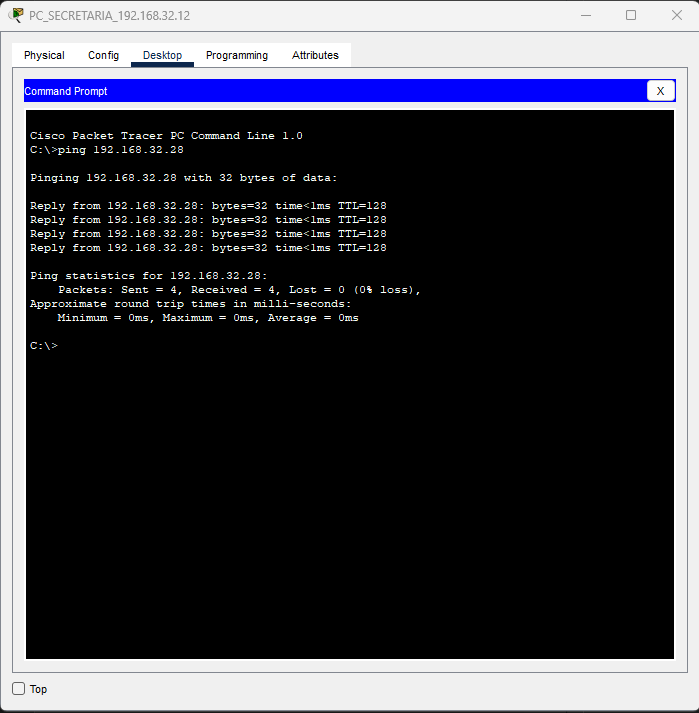 PC_SECRETARIA_192.168.32.12
Physical Config Desktop Programming Attributes
Command Prompt
X
Cisco Packet Tracer PC Command Line 1.0
C:\>ping 192.168.32.28
Pinging 192.168.32.28 with 32 bytes of data:
Reply from 192.168.32.28: bytes=32 time<1ms TTL=128
Reply from 192.168.32.28: bytes=32 time<1ms TTL=128
Reply from 192.168.32.28: bytes=32 time<1ms TTL=128
Reply from 192.168.32.28: bytes=32 time<1ms TTL=128
Ping statistics for 192.168.32.28:
    Packets: Sent = 4, Received = 4, Lost = 0 (0% loss),
Approximate round trip times in milli-seconds:
    Minimum = 0ms, Maximum = 0ms, Average = 0ms
C:\>
Top